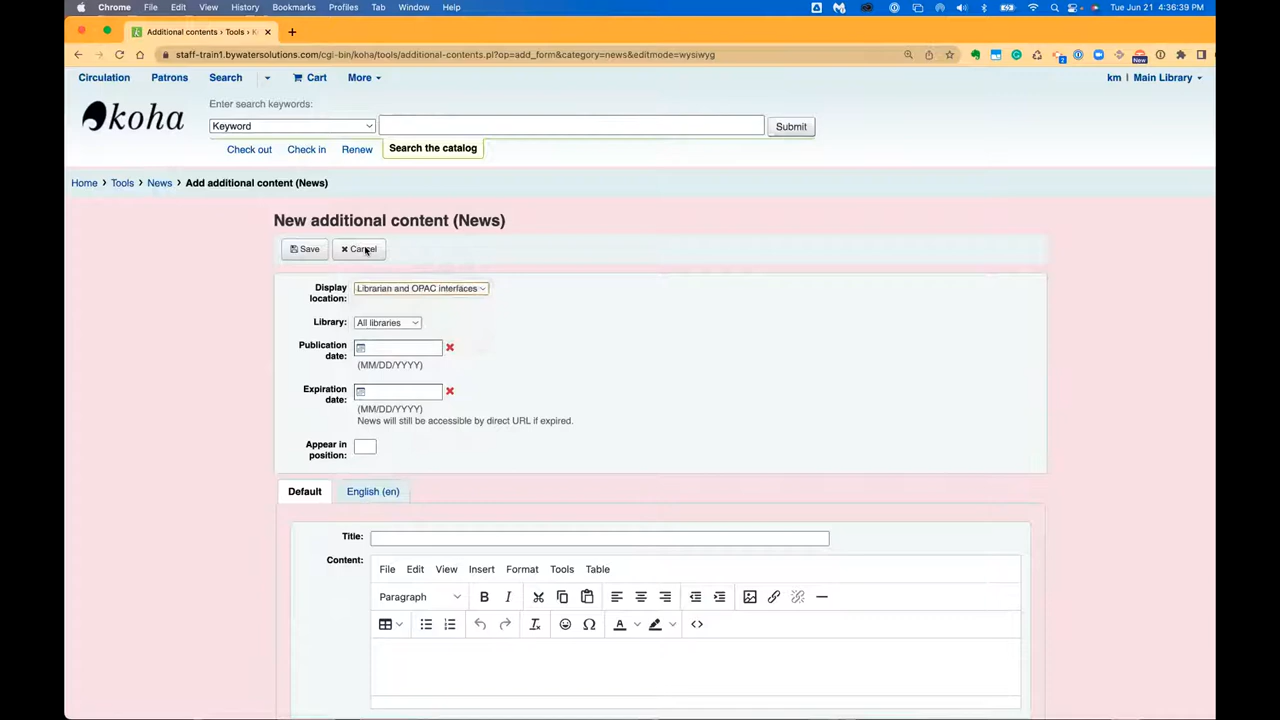 Chrome File Edit View History Bookmarks Profiles Tab Window Help Tue Jun 21 4:36:39 PM
Additional contents › Tools › K
staff-train1.bywatersolutions.com/cgi-bin/koha/tools/additional-contents.pl?op=add_form&category=news&editmode=wysiwyg
2 New
Circulation Patrons Search Cart More km | Main Library
koha
Enter search keywords:
Keyword Submit
Check out Check in Renew Search the catalog
Home › Tools › News › Add additional content (News)
New additional content (News)
Save Cancel
Display location: Librarian and OPAC interfaces
Library: All libraries
Publication date:
(MM/DD/YYYY)
Expiration date:
(MM/DD/YYYY)
News will still be accessible by direct URL if expired.
Appear in position:
Default English (en)
Title:
Content:
File Edit View Insert Format Tools Table
Paragraph B I
A